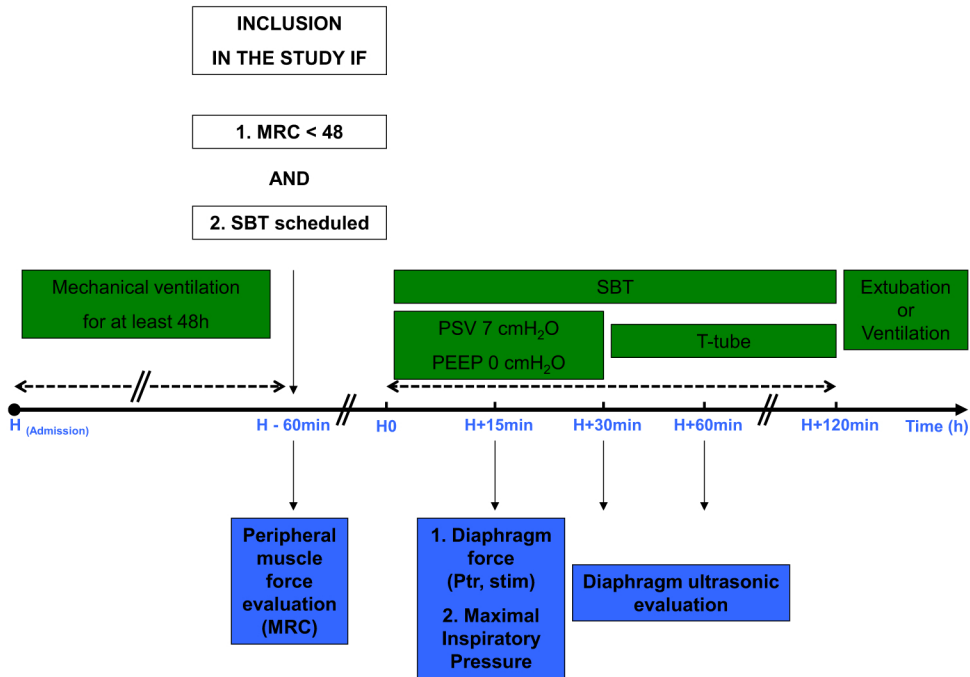 INCLUSION
IN THE STUDY IF
1. MRC < 48
AND
2. SBT scheduled
Mechanical ventilation
for at least 48h
SBT
Extubation
or
Ventilation
PSV 7 cmH₂O
PEEP 0 cmH₂O
T-tube
H (Admission)
H - 60min
H0
H+15min
H+30min
H+60min
H+120min
Time (h)
Peripheral
muscle
force
evaluation
(MRC)
1. Diaphragm
force
(Ptr, stim)
2. Maximal
Inspiratory
Pressure
Diaphragm ultrasonic
evaluation